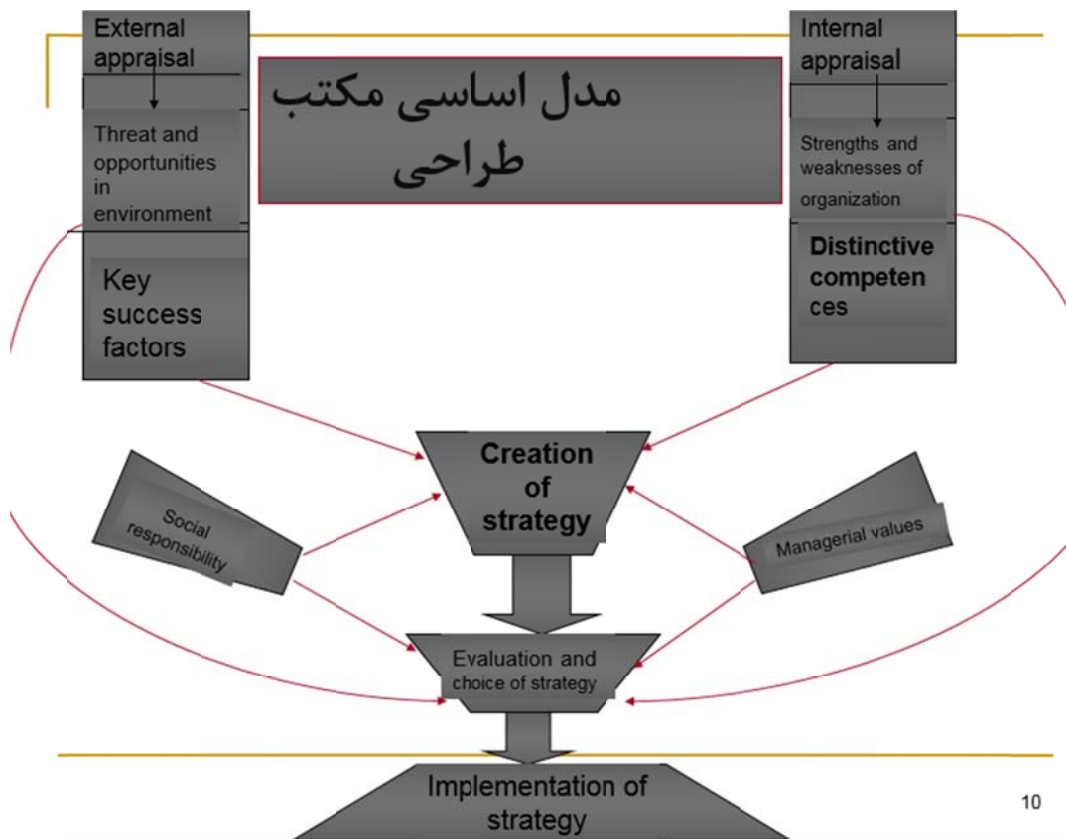 External
appraisal
Threat and
opportunities
in
environment
Key
success
factors
مدل اساسی مکتب
طراحی
Internal
appraisal
Strengths and
weaknesses of
organization
Distinctive
competen
ces
Creation
of
strategy
Social
responsibility
Managerial values
Evaluation and
choice of strategy
Implementation of
strategy
10